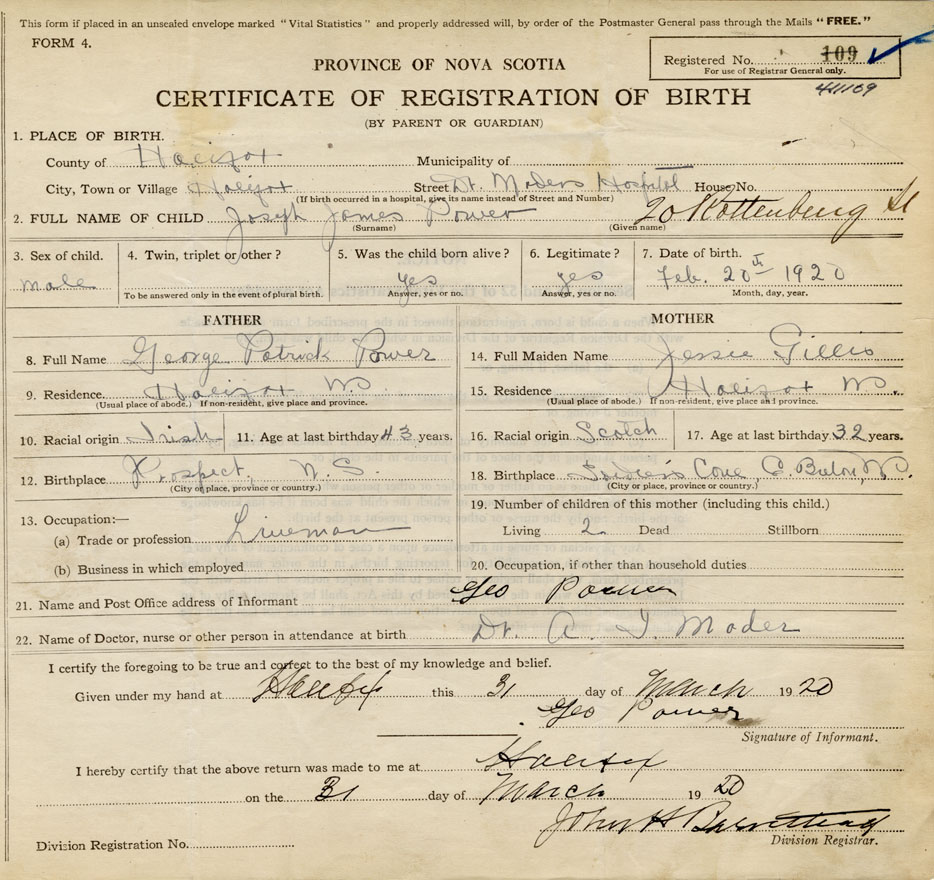 This form if placed in an unsealed envelope marked "Vital Statistics" and properly addressed will, by order of the Postmaster General pass through the Mails "FREE."
FORM 4.
Registered No. 109
For use of Registrar General only.
411109
PROVINCE OF NOVA SCOTIA
CERTIFICATE OF REGISTRATION OF BIRTH
(BY PARENT OR GUARDIAN)
1. PLACE OF BIRTH.
County of Halifax Municipality of
City, Town or Village Halifax Street Dr. Maders Hospital House No.
(If birth occurred in a hospital, give its name instead of Street and Number)
20 Rottenburg St
2. FULL NAME OF CHILD Joseph James Power
(Surname) (Given name)
3. Sex of child. 4. Twin, triplet or other? 5. Was the child born alive? 6. Legitimate? 7. Date of birth.
male yes yes Feb. 20th 1920
To be answered only in the event of plural birth. Answer, yes or no. Answer, yes or no. Month, day, year.
FATHER
8. Full Name George Patrick Power
9. Residence Halifax NS
(Usual place of abode.) If non-resident, give place and province.
10. Racial origin Irish 11. Age at last birthday 43 years.
12. Birthplace Prospect, N. S.
(City or place, province or country.)
13. Occupation:—
(a) Trade or profession Lineman
(b) Business in which employed
MOTHER
14. Full Maiden Name Jessie Gillis
15. Residence Halifax NS.
(Usual place of abode.) If non-resident, give place and province.
16. Racial origin Scotch 17. Age at last birthday 32 years.
18. Birthplace Cove, C. Breton, NS.
(City or place, province or country.)
19. Number of children of this mother (including this child.)
Living 2 Dead Stillborn
20. Occupation, if other than household duties
21. Name and Post Office address of Informant Geo Power
22. Name of Doctor, nurse or other person in attendance at birth Dr. A. I. Mader
I certify the foregoing to be true and correct to the best of my knowledge and belief.
Given under my hand at Halifax this 31 day of March 1920
Geo Power
Signature of Informant.
I hereby certify that the above return was made to me at Halifax
on the 31 day of March 1920
John H
Division Registrar.
Division Registration No.